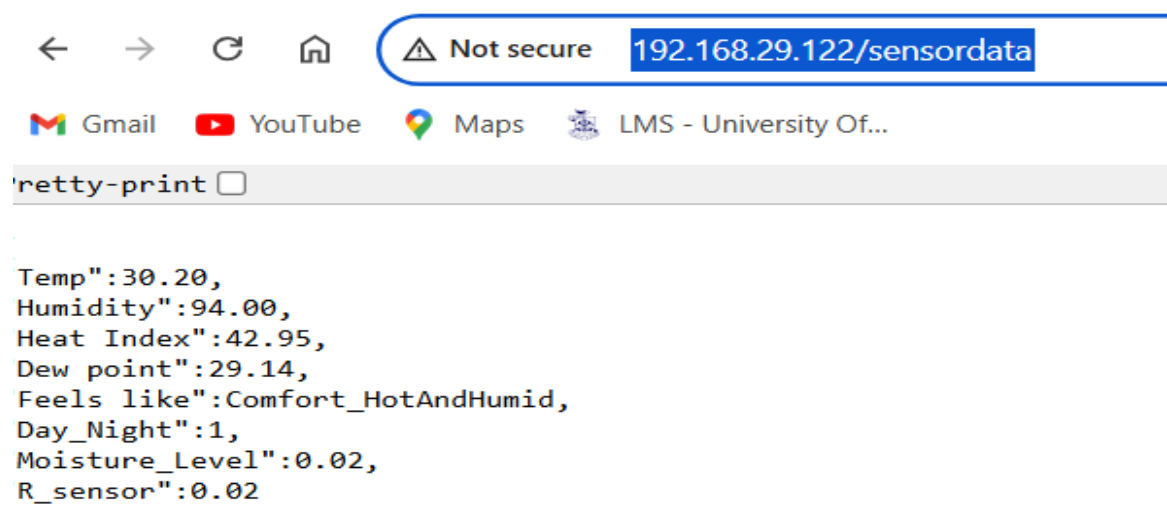 Not secure 192.168.29.122/sensordata
Gmail YouTube Maps LMS - University Of...
retty-print
Temp":30.20,
Humidity":94.00,
Heat Index":42.95,
Dew point":29.14,
Feels like":Comfort_HotAndHumid,
Day_Night":1,
Moisture_Level":0.02,
R_sensor":0.02